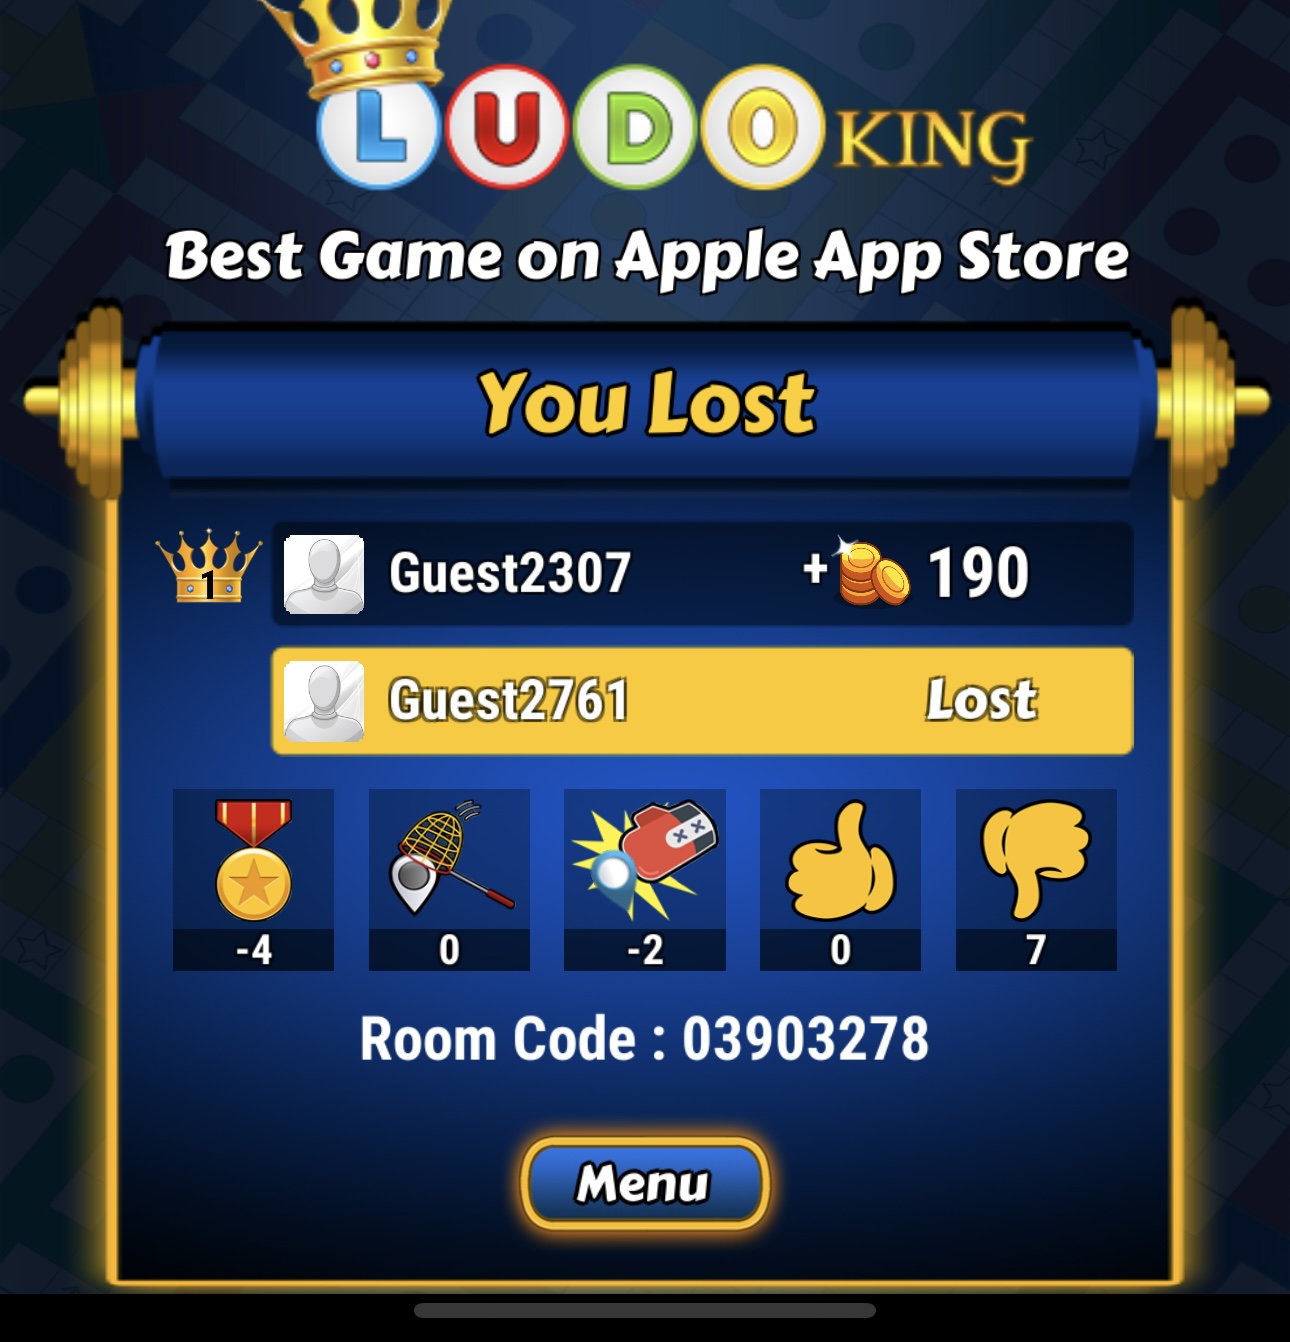 LUDO KING
Best Game on Apple App Store
You Lost
1 Guest2307 + 190
Guest2761 Lost
-4 0 -2 0 7
Room Code : 03903278
Menu